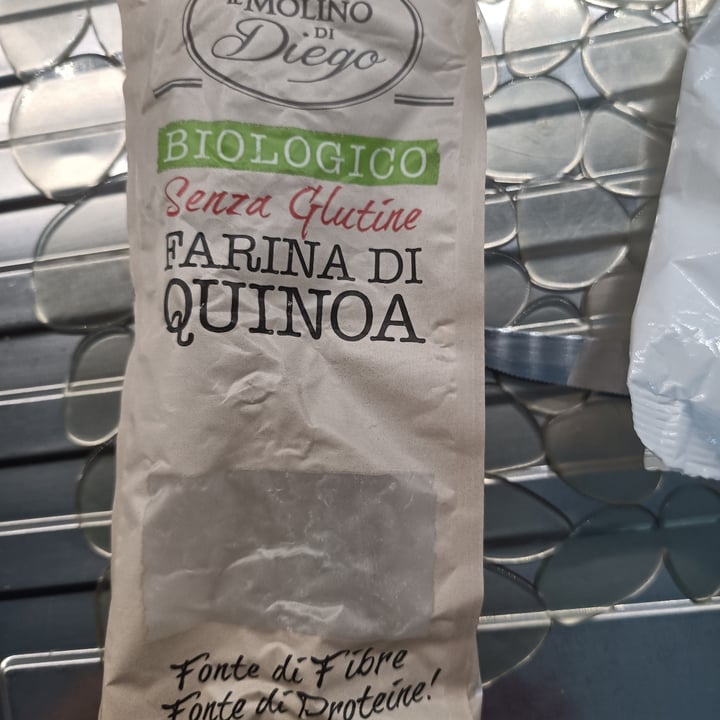 IL MOLINO
DI
Diego
BIOLOGICO
Senza Glutine
FARINA DI
QUINOA
Fonte di Fibre
Fonte di Proteine!